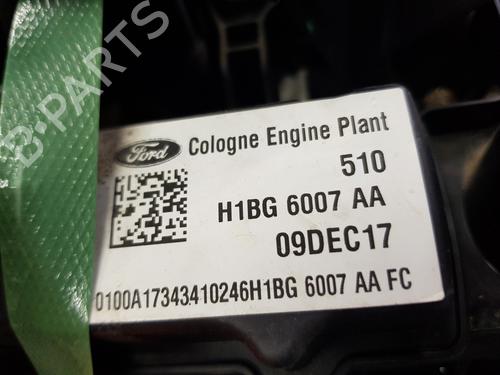 B-PARTS
Ford
Cologne Engine Plant
510
H1BG 6007 AA
09DEC17
0100A17343410246H1BG 6007 AA FC